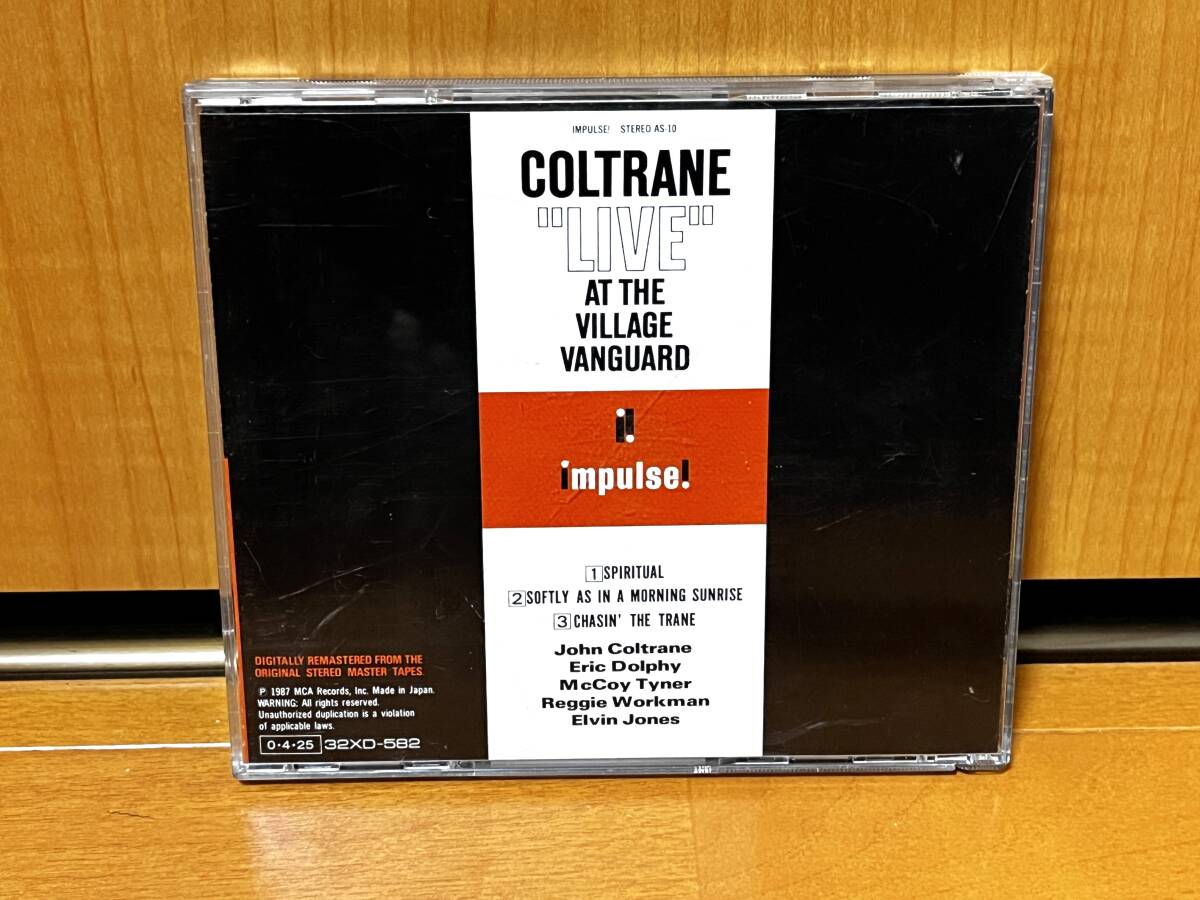 IMPULSE! STEREO AS-10
COLTRANE
"LIVE"
AT THE
VILLAGE
VANGUARD
i!
impulse!
1 SPIRITUAL
2 SOFTLY AS IN A MORNING SUNRISE
3 CHASIN' THE TRANE
John Coltrane
Eric Dolphy
McCoy Tyner
Reggie Workman
Elvin Jones
DIGITALLY REMASTERED FROM THE
ORIGINAL STEREO MASTER TAPES.
℗ 1987 MCA Records, Inc. Made in Japan.
WARNING: All rights reserved.
Unauthorized duplication is a violation
of applicable laws.
0·4·25 32XD-582